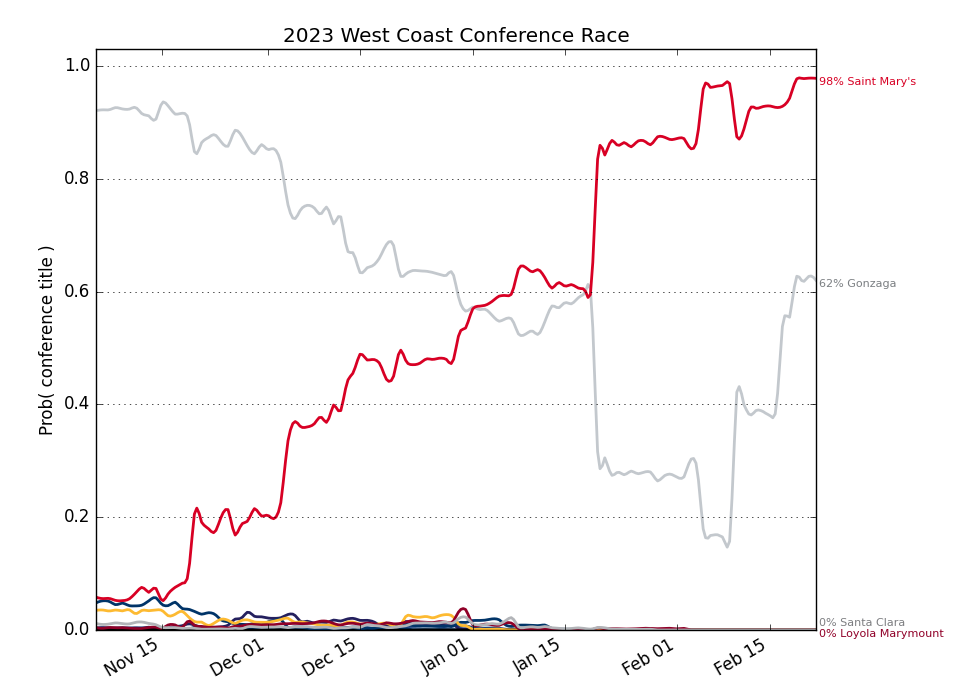 2023 West Coast Conference Race
Prob( conference title )
1.0
0.8
0.6
0.4
0.2
0.0
98% Saint Mary's
62% Gonzaga
0% Santa Clara
0% Loyola Marymount
Nov 15
Dec 01
Dec 15
Jan 01
Jan 15
Feb 01
Feb 15